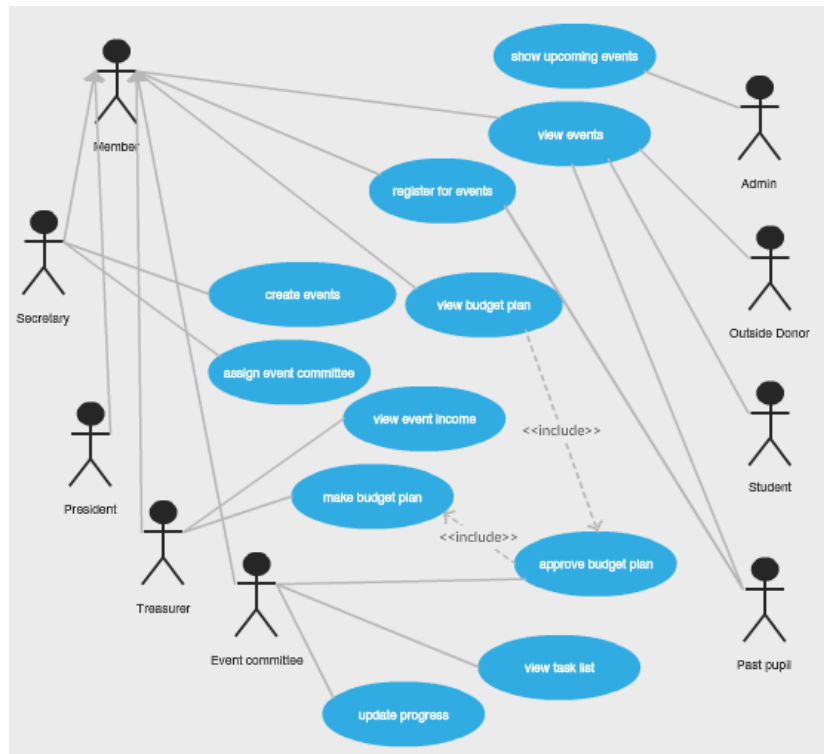 show upcoming events
Member
view events
Admin
register for events
Secretary
create events
view budget plan
Outside Donor
assign event committee
view event income
<<include>>
President
make budget plan
Student
<<include>>
approve budget plan
Treasurer
Event committee
view task list
Past pupil
update progress